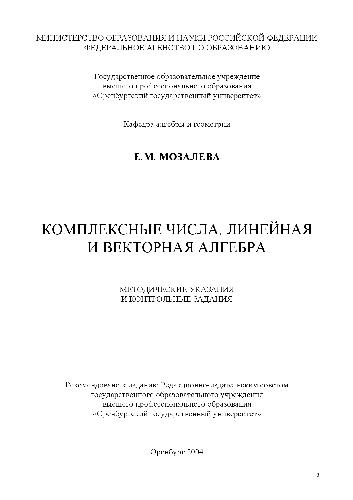 МИНИСТЕРСТВО ОБРАЗОВАНИЯ И НАУКИ РОССИЙСКОЙ ФЕДЕРАЦИИ
ФЕДЕРАЛЬНОЕ АГЕНСТВО ПО ОБРАЗОВАНИЮ
Государственное образовательное учреждение
высшего профессионального образования
«Оренбургский государственный университет»
Кафедра алгебры и геометрии
Е. М. МОЗАЛЕВА
КОМПЛЕКСНЫЕ ЧИСЛА, ЛИНЕЙНАЯ
И ВЕКТОРНАЯ АЛГЕБРА
МЕТОДИЧЕСКИЕ УКАЗАНИЯ
И КОНТРОЛЬНЫЕ ЗАДАНИЯ
Рекомендовано к изданию Редакционно-издательским советом
государственного образовательного учреждения
высшего профессионального образования
«Оренбургский государственный университет»
Оренбург 2004